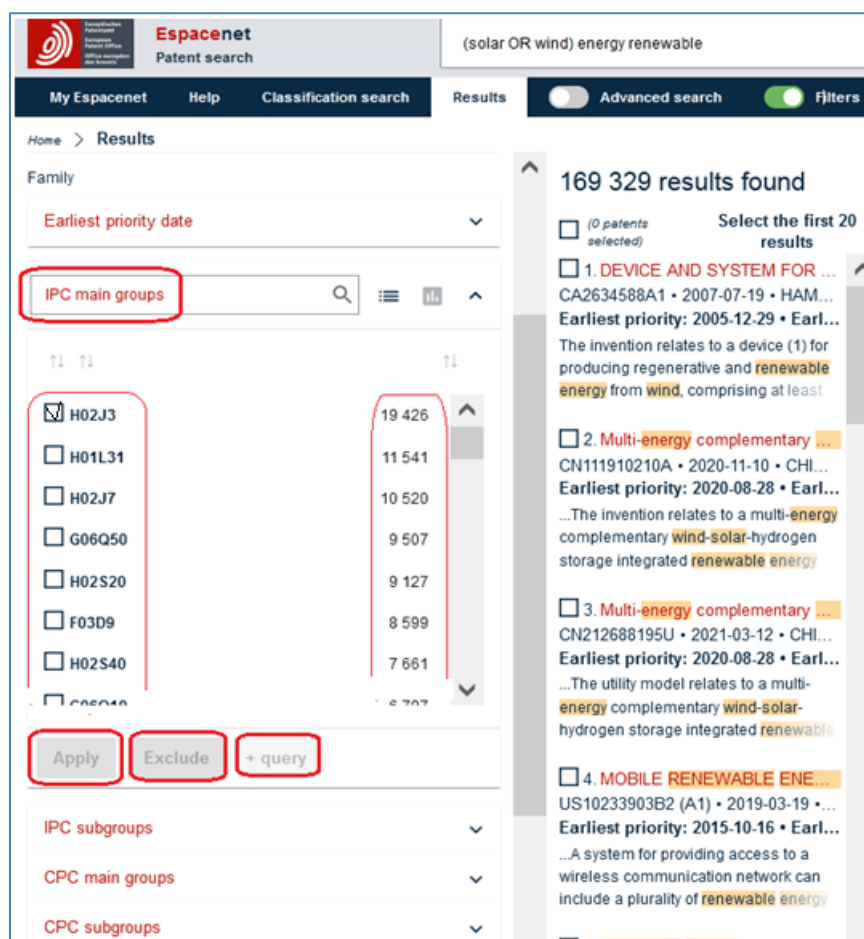 Europäisches
Patentamt
European
Patent Office
Office européen
des brevets
Espacenet
Patent search
(solar OR wind) energy renewable
My Espacenet Help Classification search Results Advanced search Filters
Home > Results
Family
Earliest priority date
IPC main groups
H02J3 19 426
H01L31 11 541
H02J7 10 520
G06Q50 9 507
H02S20 9 127
F03D9 8 599
H02S40 7 661
Apply Exclude + query
IPC subgroups
CPC main groups
CPC subgroups
169 329 results found
(0 patents selected) Select the first 20 results
1. DEVICE AND SYSTEM FOR ...
CA2634588A1 • 2007-07-19 • HAM...
Earliest priority: 2005-12-29 • Earl...
The invention relates to a device (1) for
producing regenerative and renewable
energy from wind, comprising at least
2. Multi-energy complementary ...
CN111910210A • 2020-11-10 • CHI...
Earliest priority: 2020-08-28 • Earl...
...The invention relates to a multi-energy
complementary wind-solar-hydrogen
storage integrated renewable energy
3. Multi-energy complementary ...
CN212688195U • 2021-03-12 • CHI...
Earliest priority: 2020-08-28 • Earl...
...The utility model relates to a multi-
energy complementary wind-solar-
hydrogen storage integrated renewable
4. MOBILE RENEWABLE ENE...
US10233903B2 (A1) • 2019-03-19 •...
Earliest priority: 2015-10-16 • Earl...
...A system for providing access to a
wireless communication network can
include a plurality of renewable energy